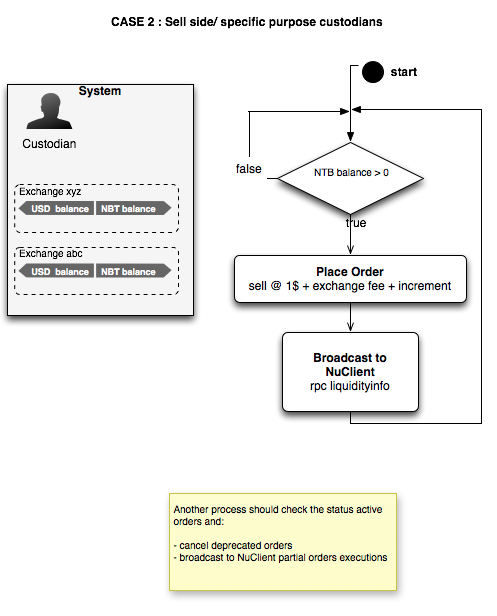 CASE 2 : Sell side/ specific purpose custodians
System
Custodian
Exchange xyz
USD balance
NBT balance
Exchange abc
USD balance
NBT balance
start
false
NTB balance > 0
true
Place Order
sell @ 1$ + exchange fee + increment
Broadcast to
NuClient
rpc liquidityinfo
Another process should check the status active
orders and:
- cancel deprecated orders
- broadcast to NuClient partial orders executions